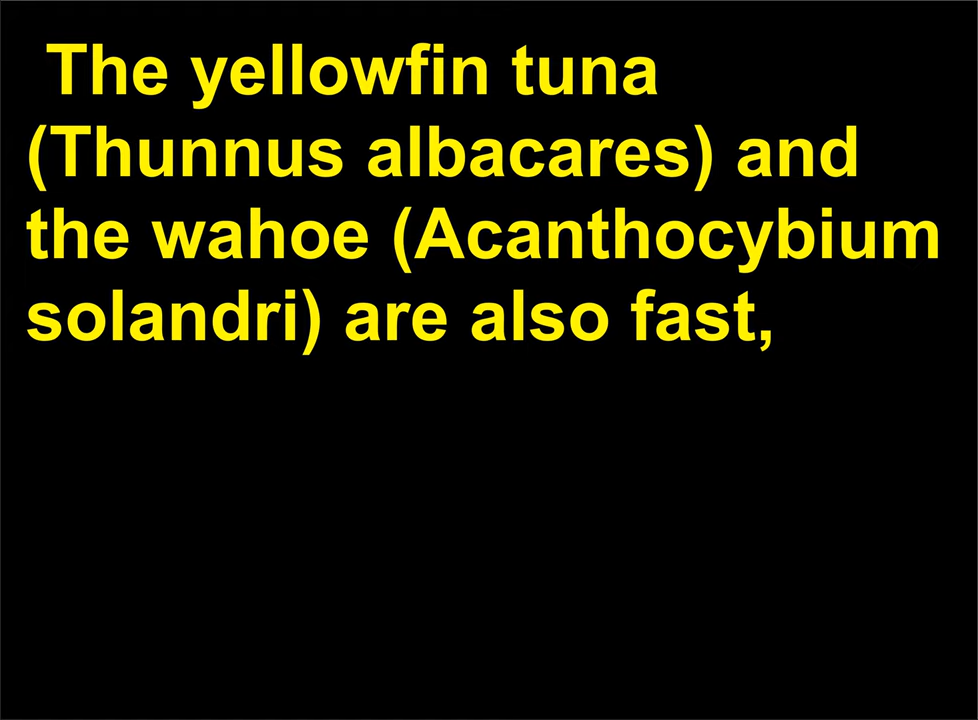 The yellowfin tuna
(Thunnus albacares) and
the wahoe (Acanthocybium
solandri) are also fast,